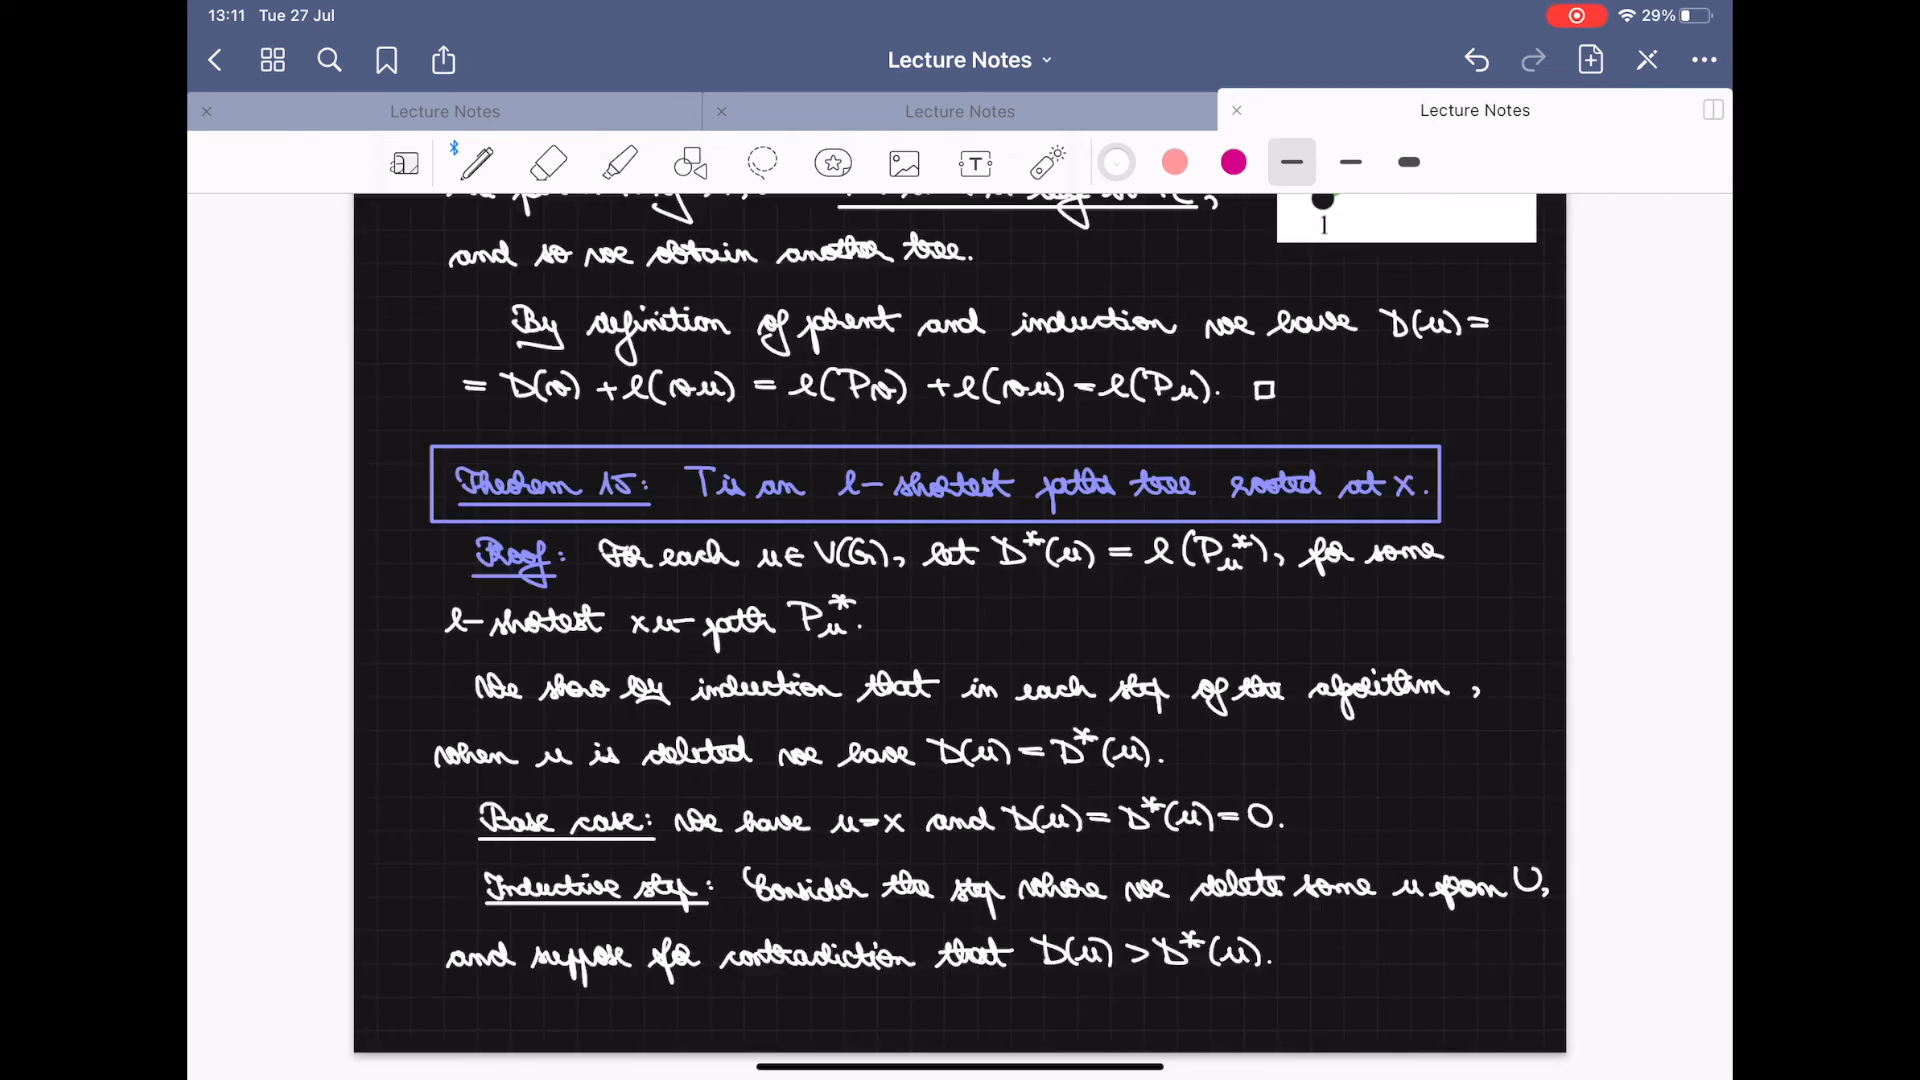 13:11 Tue 27 Jul
29%
Lecture Notes
Lecture Notes
Lecture Notes
Lecture Notes
1
and so we obtain another tree.
By definition of parent and induction we have D(u)=
= D(v) + l(vu) = l(Pv) + l(vu) = l(Pu). □
Theorem 15: T is an l-shortest paths tree rooted at x.
Proof: For each u ∈ V(G), let D*(u) = l(Pu*), for some
l-shortest xu-path Pu*.
We show by induction that in each step of the algorithm,
when u is deleted we have D(u) = D*(u).
Base case: We have u=x and D(u) = D*(u) = 0.
Inductive step: Consider the step where we delete some u from U,
and suppose for contradiction that D(u) > D*(u).